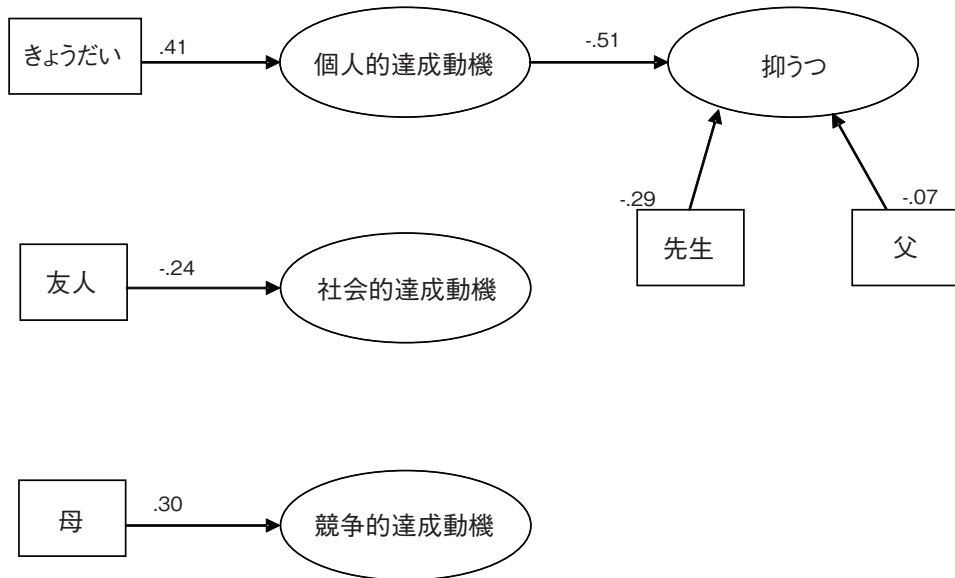 きょうだい
.41
個人的達成動機
-.51
抑うつ
-.29
先生
-.07
父
友人
-.24
社会的達成動機
母
.30
競争的達成動機